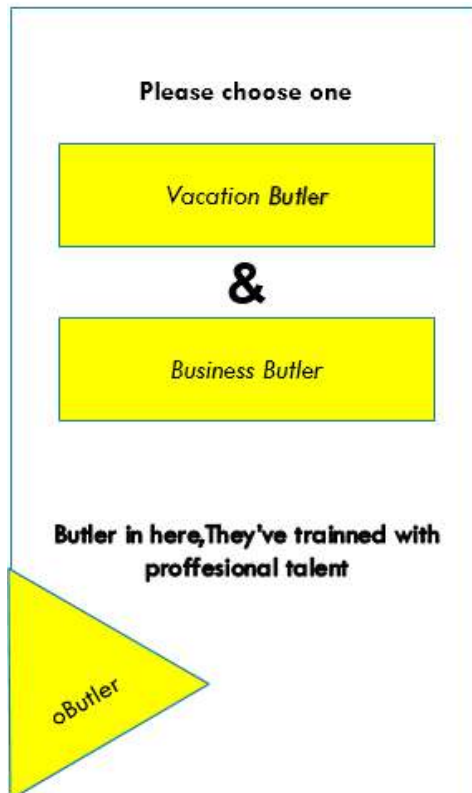 Please choose one
Vacation Butler
&
Business Butler
Butler in here,They've trainned with
proffesional talent
oButler